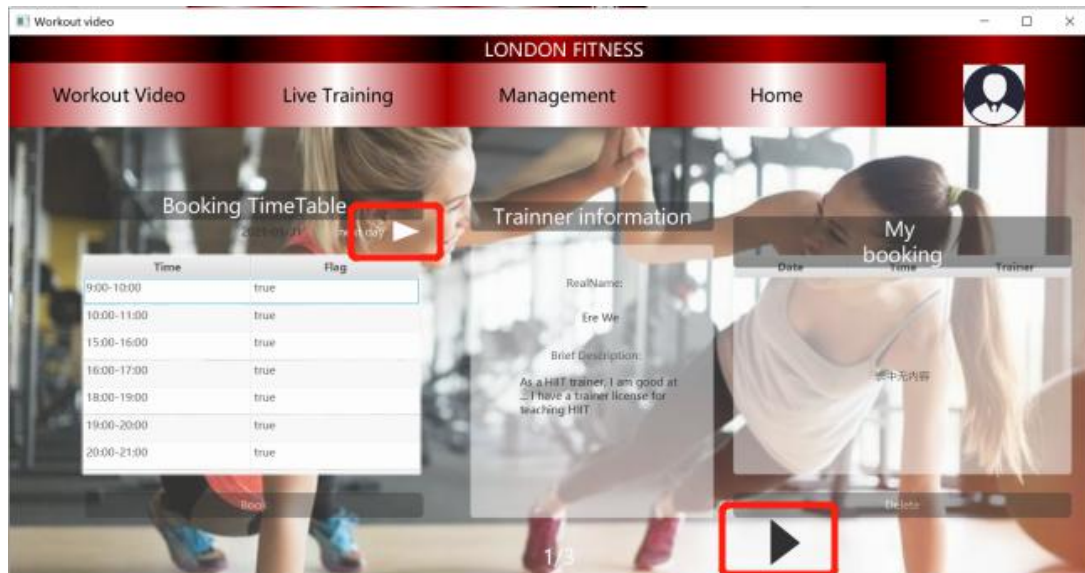 Workout video
LONDON FITNESS
Workout Video
Live Training
Management
Home
Booking TimeTable
next day
Time Flag
9:00-10:00 true
10:00-11:00 true
15:00-16:00 true
16:00-17:00 true
18:00-19:00 true
19:00-20:00 true
20:00-21:00 true
Book
Trainner information
RealName:
Ere We
Brief Description:
As a HIIT trainer, I am good at
... I have a trainer license for
teaching HIIT
My
booking
Date Time Trainer
表中无内容
Delete
1/3